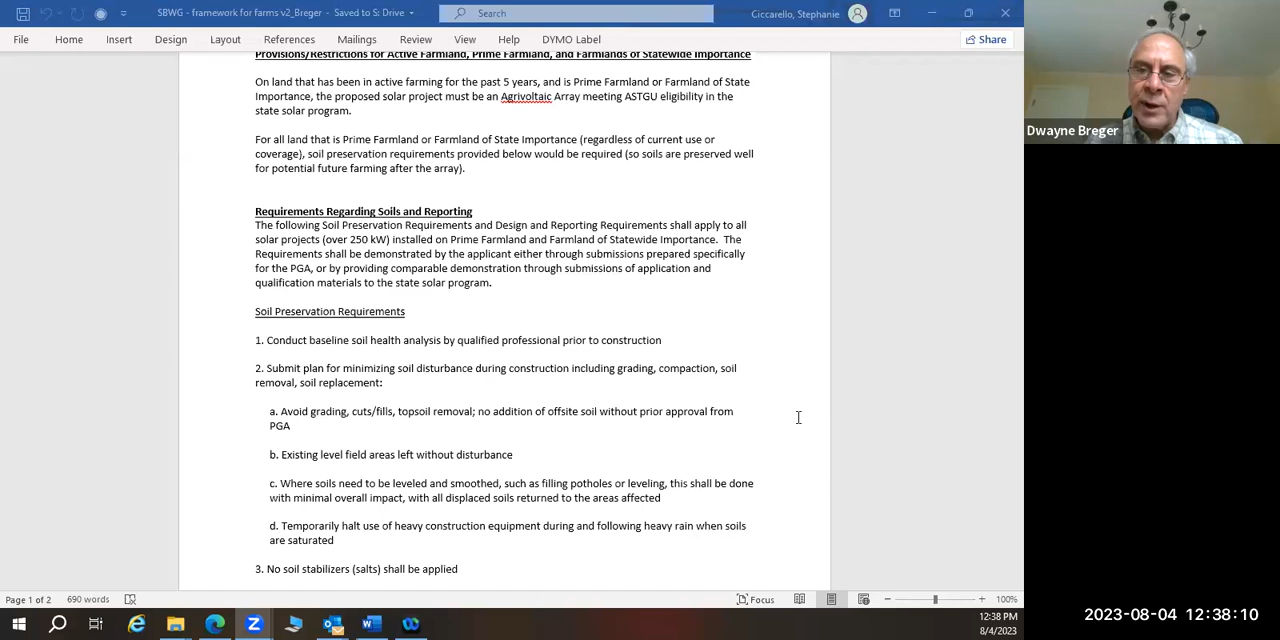 SBWG - framework for farms v2_Breger - Saved to S: Drive
Search
Ciccarello, Stephanie
File Home Insert Design Layout References Mailings Review View Help DYMO Label Share
Provisions/Restrictions for Active Farmland, Prime Farmland, and Farmlands of Statewide Importance
On land that has been in active farming for the past 5 years, and is Prime Farmland or Farmland of State
Importance, the proposed solar project must be an Agrivoltaic Array meeting ASTGU eligibility in the
state solar program.
For all land that is Prime Farmland or Farmland of State Importance (regardless of current use or
coverage), soil preservation requirements provided below would be required (so soils are preserved well
for potential future farming after the array).
Requirements Regarding Soils and Reporting
The following Soil Preservation Requirements and Design and Reporting Requirements shall apply to all
solar projects (over 250 kW) installed on Prime Farmland and Farmland of Statewide Importance. The
Requirements shall be demonstrated by the applicant either through submissions prepared specifically
for the PGA, or by providing comparable demonstration through submissions of application and
qualification materials to the state solar program.
Soil Preservation Requirements
1. Conduct baseline soil health analysis by qualified professional prior to construction
2. Submit plan for minimizing soil disturbance during construction including grading, compaction, soil
removal, soil replacement:
a. Avoid grading, cuts/fills, topsoil removal; no addition of offsite soil without prior approval from
PGA
b. Existing level field areas left without disturbance
c. Where soils need to be leveled and smoothed, such as filling potholes or leveling, this shall be done
with minimal overall impact, with all displaced soils returned to the areas affected
d. Temporarily halt use of heavy construction equipment during and following heavy rain when soils
are saturated
3. No soil stabilizers (salts) shall be applied
Page 1 of 2 690 words Focus 100%
12:38 PM
8/4/2023
Dwayne Breger
2023-08-04 12:38:10